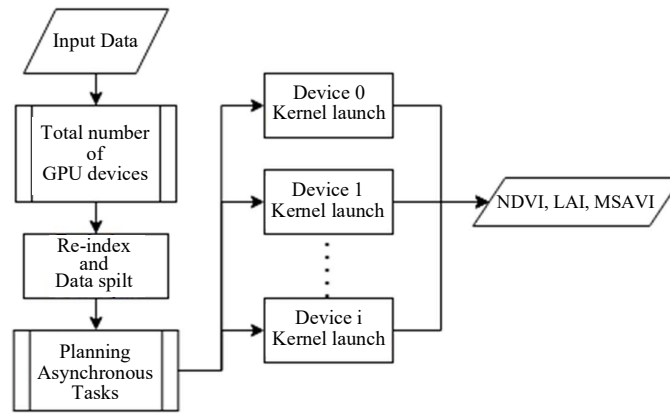 Input Data
Total number
of
GPU devices
Re-index
and
Data spilt
Planning
Asynchronous
Tasks
Device 0
Kernel launch
Device 1
Kernel launch
Device i
Kernel launch
NDVI, LAI, MSAVI